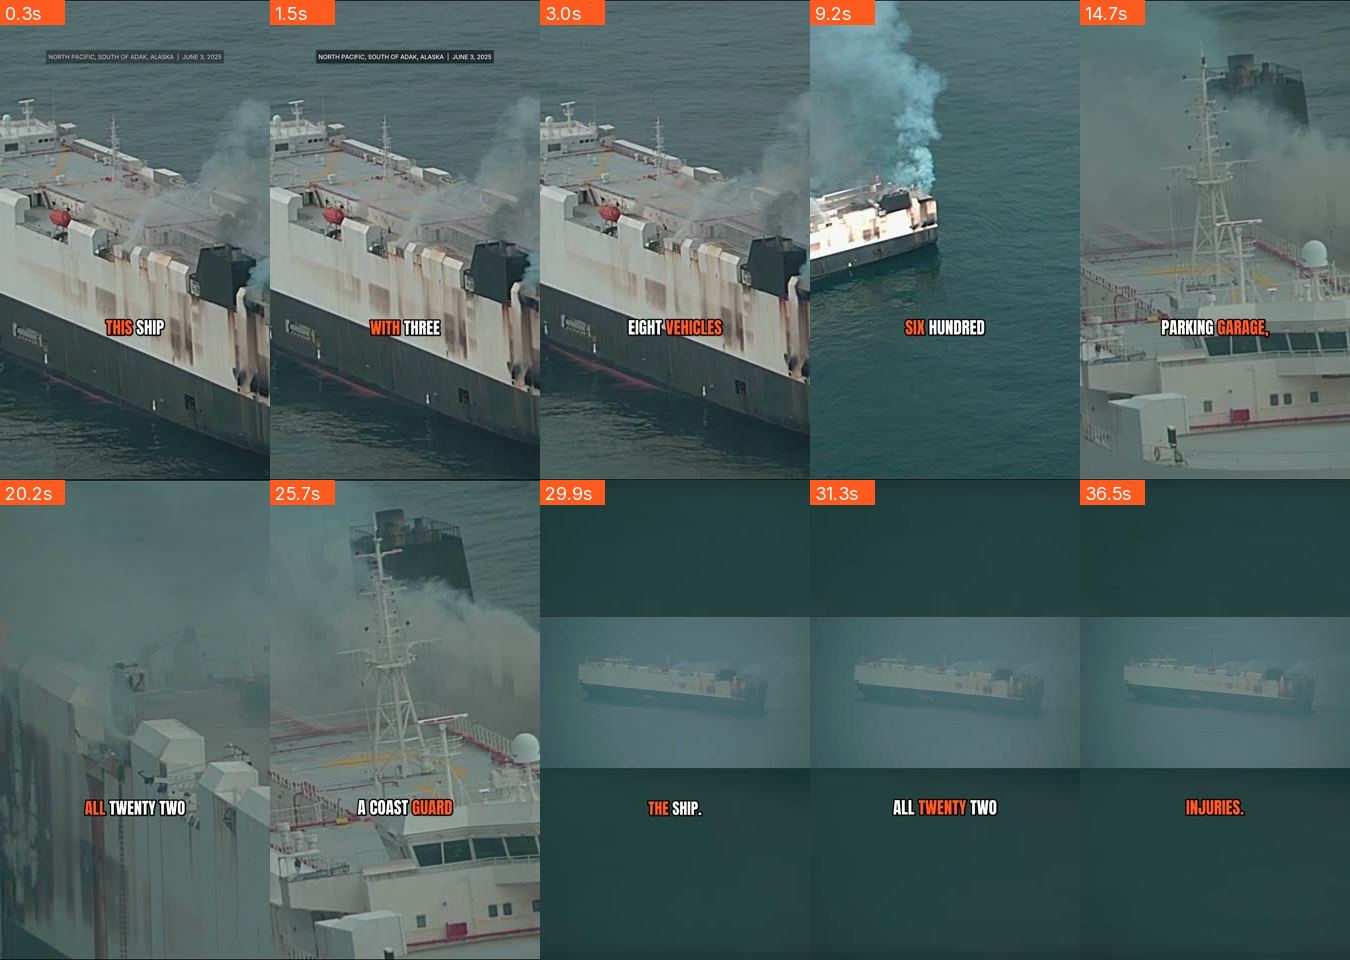 0.3s
NORTH PACIFIC, SOUTH OF ADAK, ALASKA | JUNE 3, 2025
THIS SHIP
1.5s
NORTH PACIFIC, SOUTH OF ADAK, ALASKA | JUNE 3, 2025
WITH THREE
3.0s
EIGHT VEHICLES
9.2s
SIX HUNDRED
14.7s
PARKING GARAGE,
20.2s
ALL TWENTY TWO
25.7s
A COAST GUARD
29.9s
THE SHIP.
31.3s
ALL TWENTY TWO
36.5s
INJURIES.